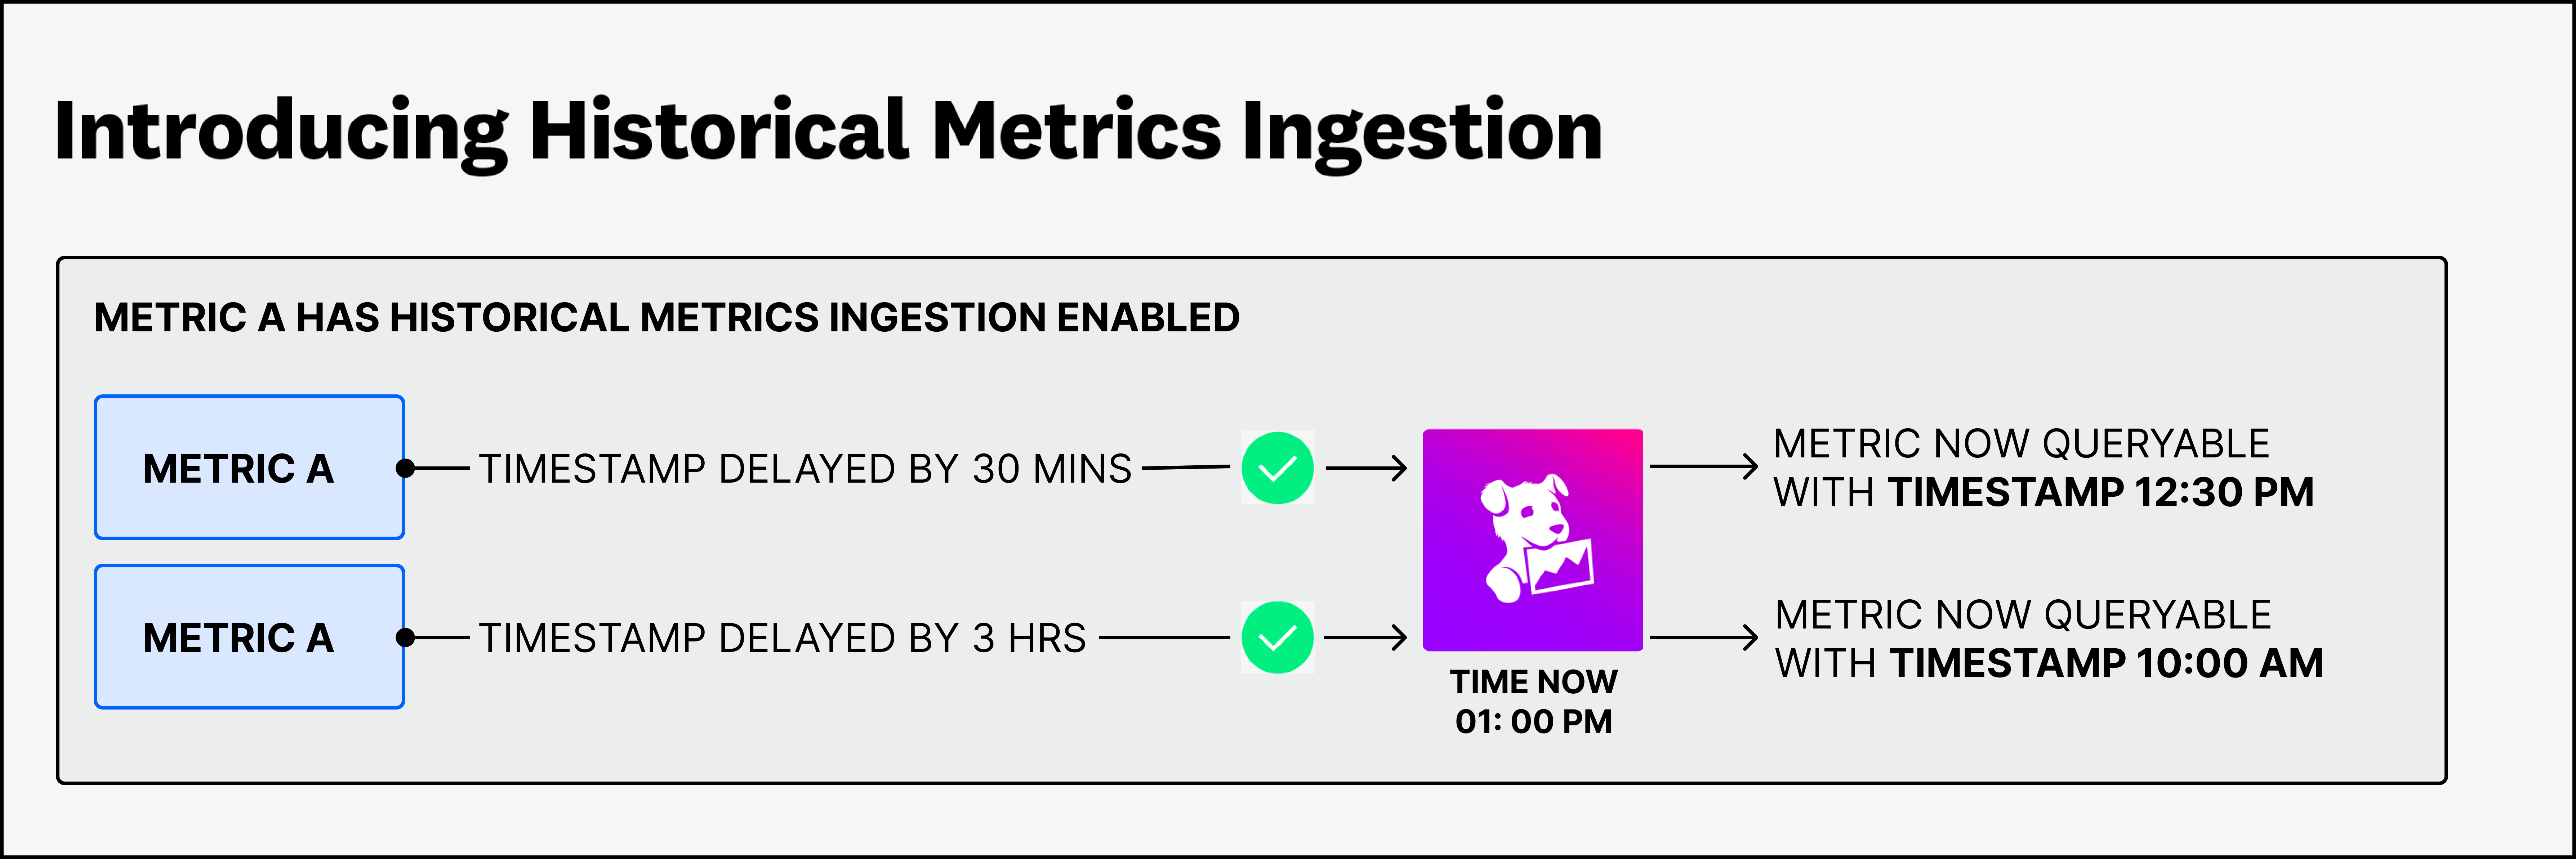 Introducing Historical Metrics Ingestion
METRIC A HAS HISTORICAL METRICS INGESTION ENABLED
METRIC A
TIMESTAMP DELAYED BY 30 MINS
METRIC NOW QUERYABLE
WITH TIMESTAMP 12:30 PM
METRIC A
TIMESTAMP DELAYED BY 3 HRS
METRIC NOW QUERYABLE
WITH TIMESTAMP 10:00 AM
TIME NOW
01: 00 PM